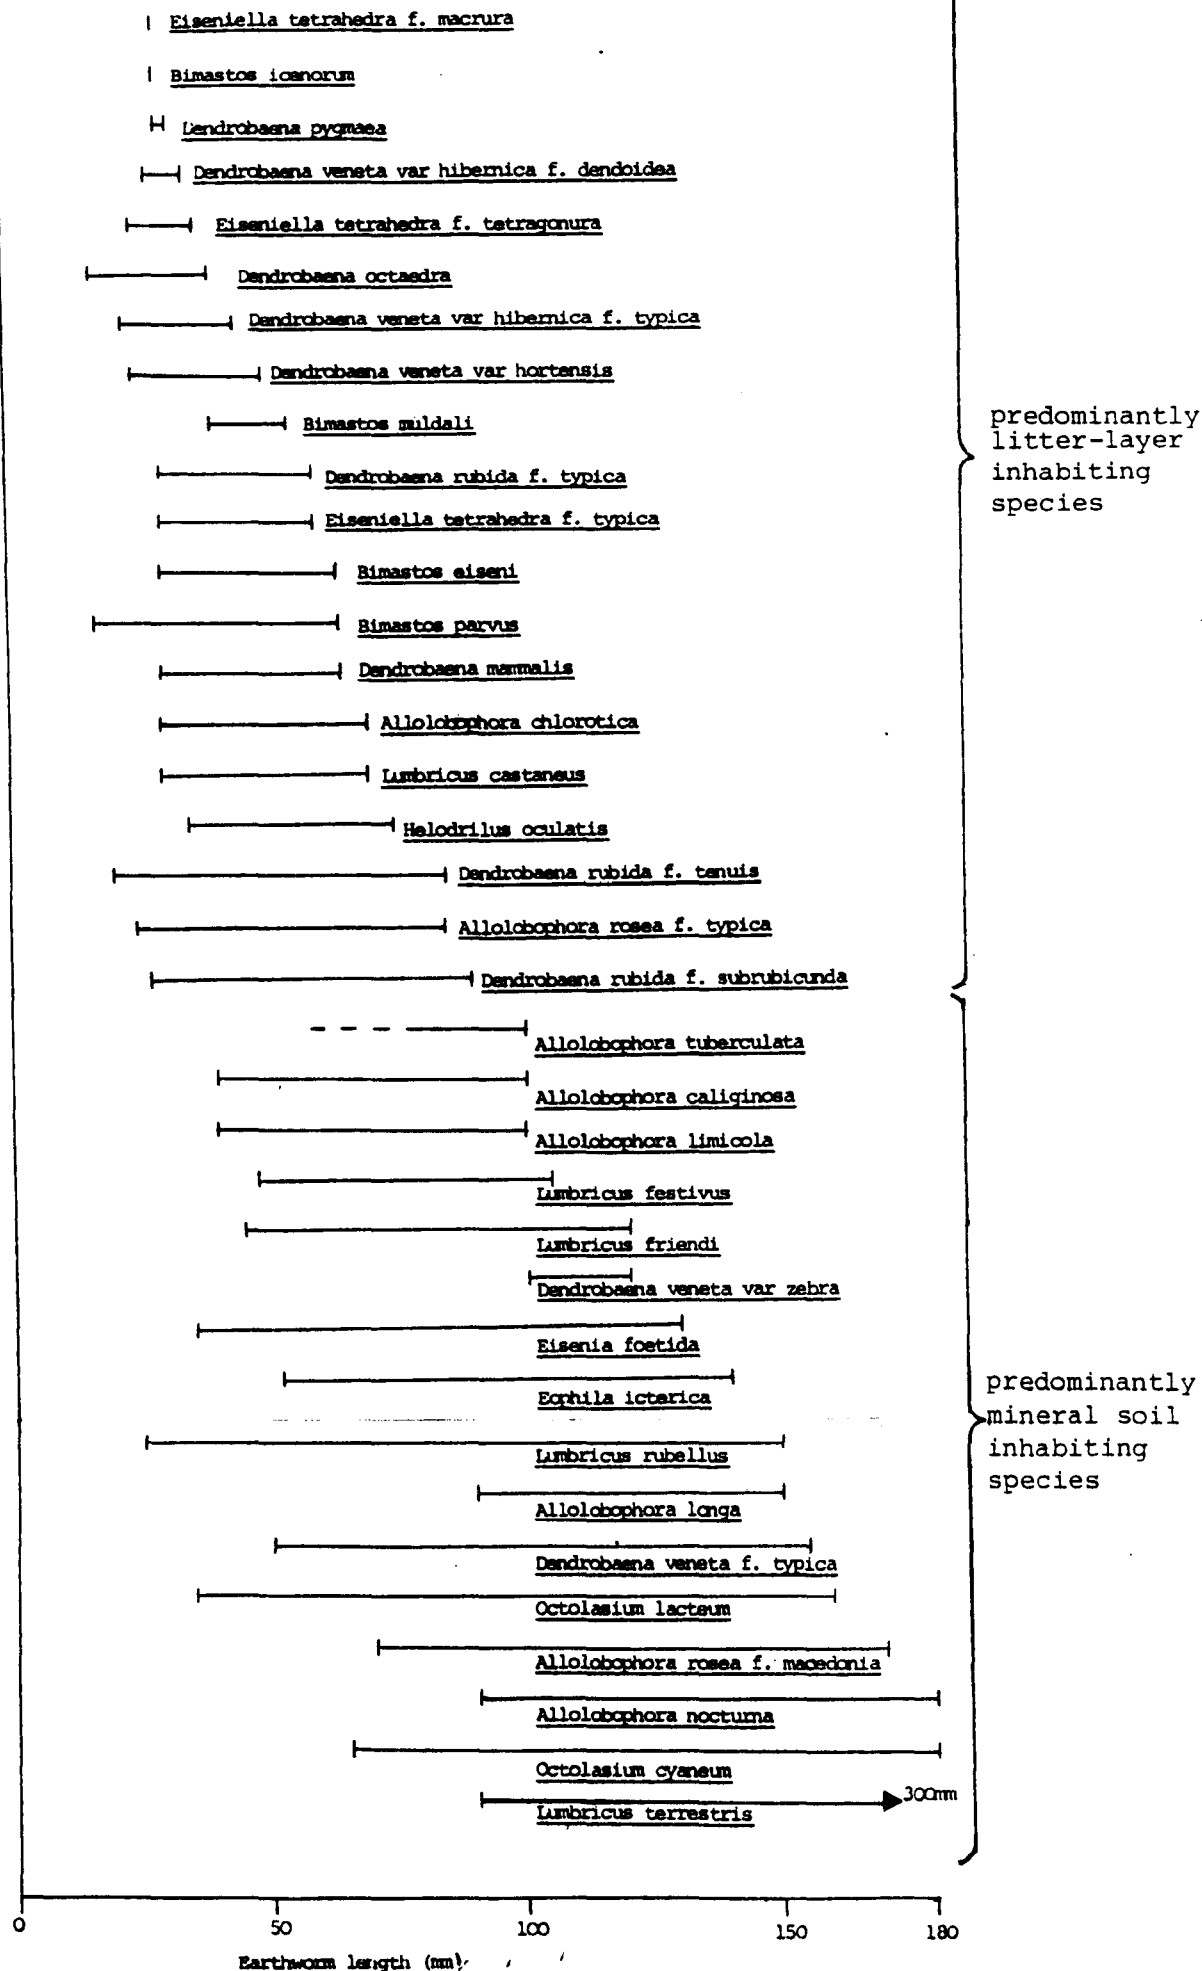 Eiseniella tetrahedra f. macrura
Bimastos icenorum
Dendrobaena pygmaea
Dendrobaena veneta var hibernica f. dendoidea
Eiseniella tetrahedra f. tetragonura
Dendrobaena octaedra
Dendrobaena veneta var hibernica f. typica
Dendrobaena veneta var hortensis
Bimastos muldali
Dendrobaena rubida f. typica
Eiseniella tetrahedra f. typica
Bimastos eiseni
Bimastos parvus
Dendrobaena mammalis
Allolobophora chlorotica
Lumbricus castaneus
Helodrilus oculatis
Dendrobaena rubida f. tenuis
Allolobophora rosea f. typica
Dendrobaena rubida f. subrubicunda
predominantly
litter-layer
inhabiting
species
Allolobophora tuberculata
Allolobophora caliginosa
Allolobophora limicola
Lumbricus festivus
Lumbricus friendi
Dendrobaena veneta var zebra
Eisenia foetida
Eophila icterica
Lumbricus rubellus
Allolobophora longa
Dendrobaena veneta f. typica
Octolasium lacteum
Allolobophora rosea f. macedonia
Allolobophora nocturna
Octolasium cyaneum
300mm
Lumbricus terrestris
predominantly
mineral soil
inhabiting
species
0 50 100 150 180
Earthworm length (mm)